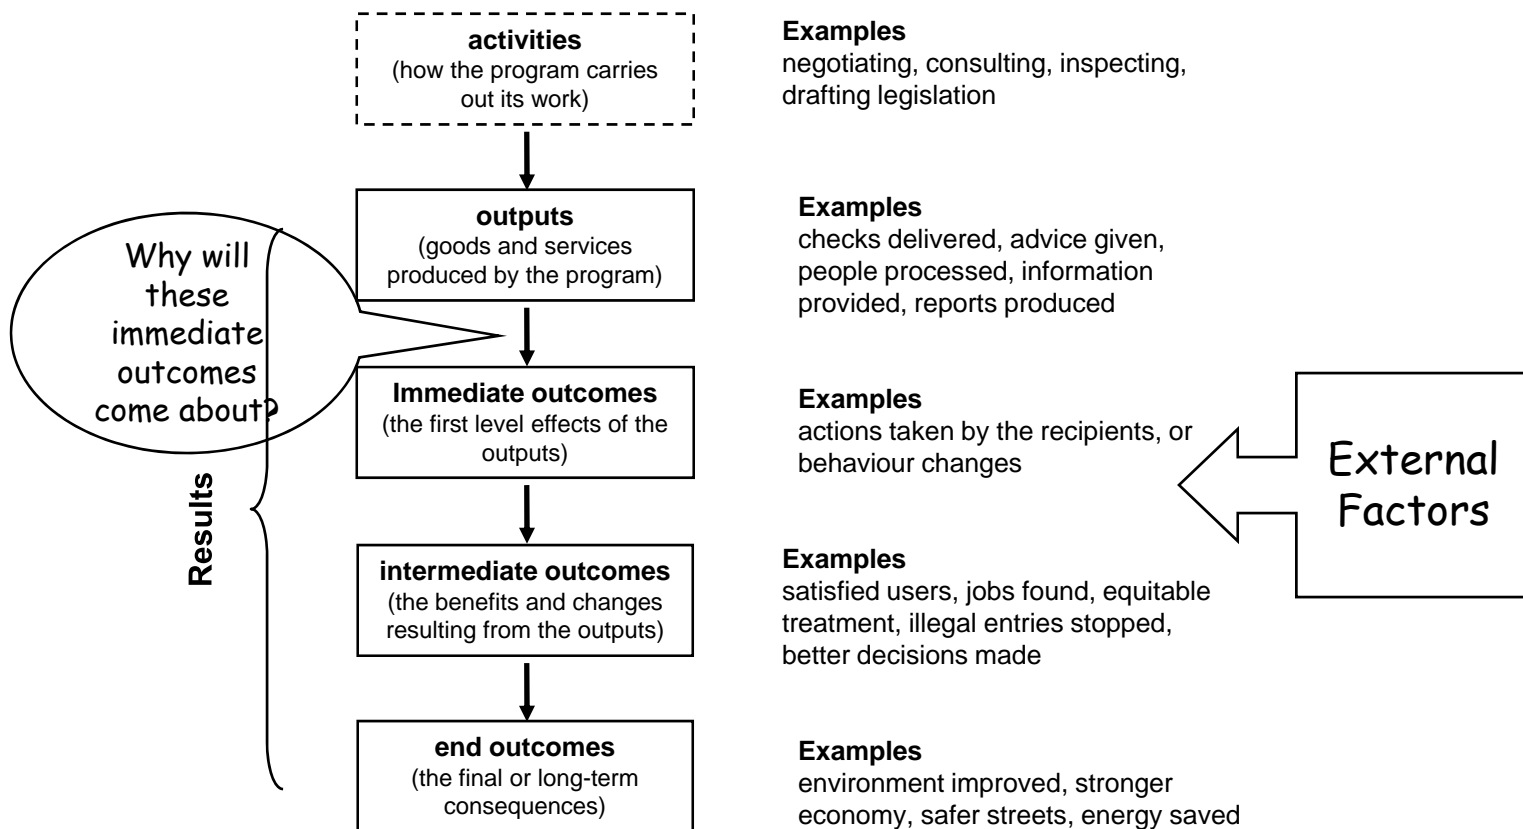 activities
(how the program carries
out its work)
Examples
negotiating, consulting, inspecting,
drafting legislation
outputs
(goods and services
produced by the program)
Examples
checks delivered, advice given,
people processed, information
provided, reports produced
Why will
these
immediate
outcomes
come about?
Immediate outcomes
(the first level effects of the
outputs)
Examples
actions taken by the recipients, or
behaviour changes
External
Factors
Results
intermediate outcomes
(the benefits and changes
resulting from the outputs)
Examples
satisfied users, jobs found, equitable
treatment, illegal entries stopped,
better decisions made
end outcomes
(the final or long-term
consequences)
Examples
environment improved, stronger
economy, safer streets, energy saved